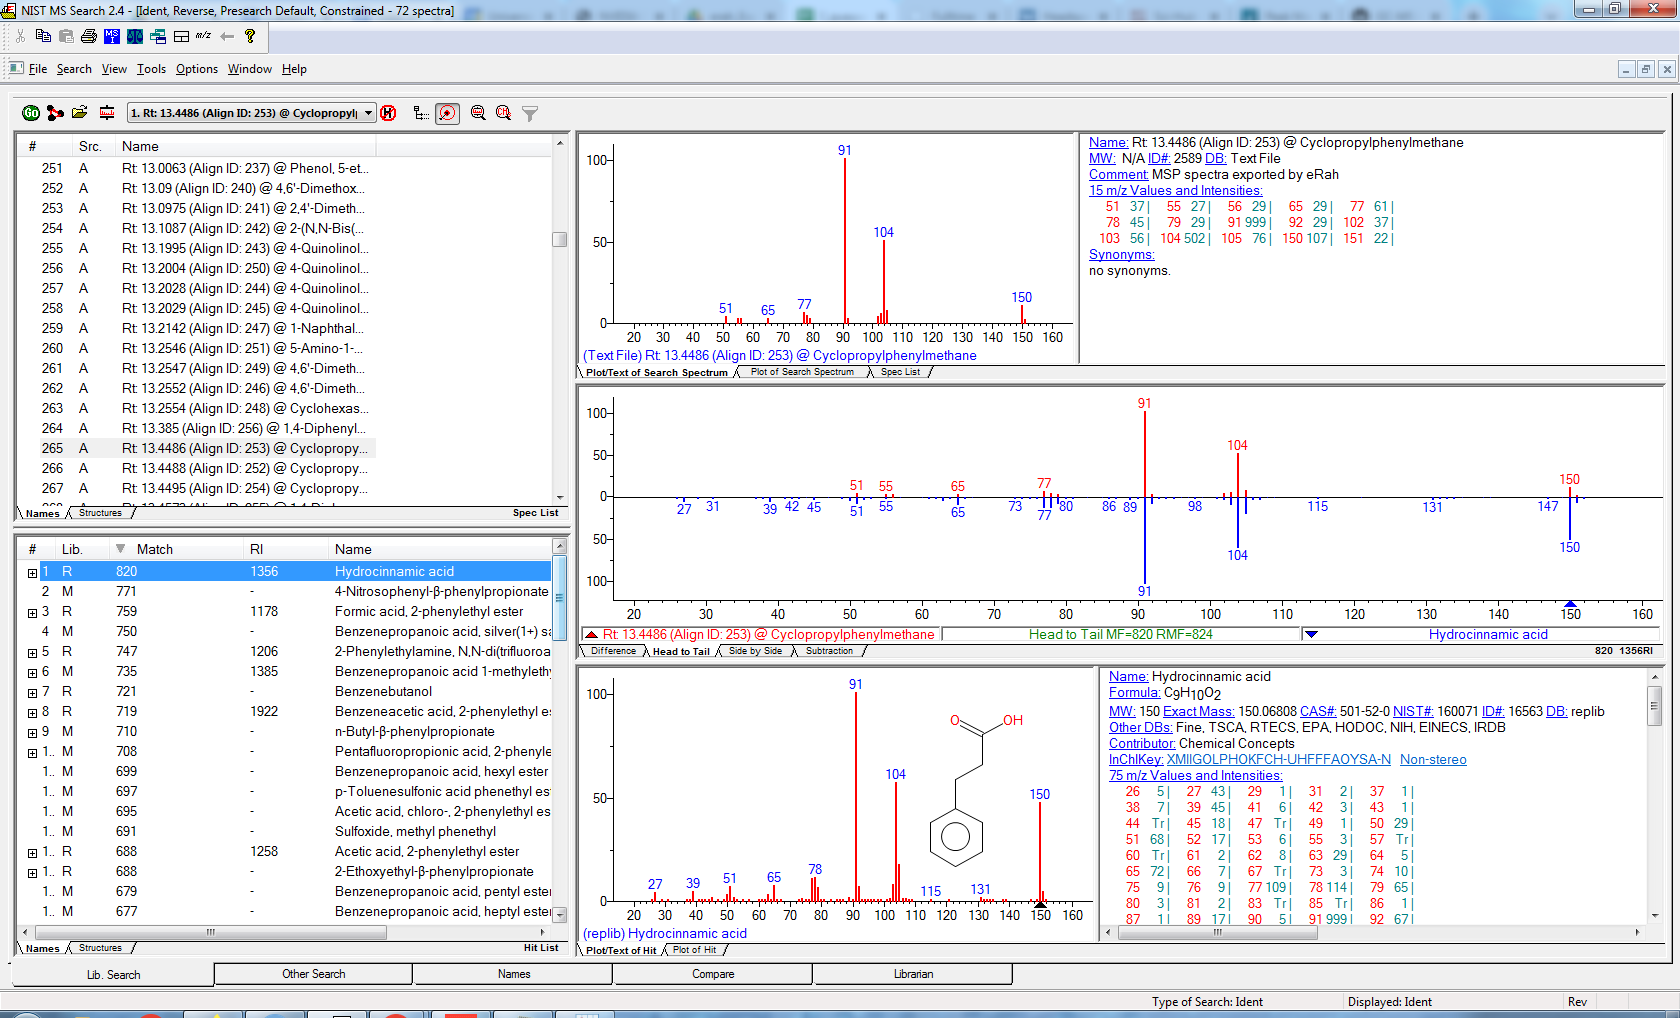 NIST MS Search 2.4 - [Ident, Reverse, Presearch Default, Constrained - 72 spectra]
MS
m/z
File Search View Tools Options Window Help
1. Rt: 13.4486 (Align ID: 253) @ Cyclopropyl
# Src. Name
251 A Rt: 13.0063 (Align ID: 237) @ Phenol, 5-et...
252 A Rt: 13.09 (Align ID: 240) @ 4,6'-Dimethox...
253 A Rt: 13.0975 (Align ID: 241) @ 2,4'-Dimeth...
254 A Rt: 13.1087 (Align ID: 242) @ 2-(N,N-Bis(...
255 A Rt: 13.1995 (Align ID: 243) @ 4-Quinolinol...
256 A Rt: 13.2004 (Align ID: 250) @ 4-Quinolinol...
257 A Rt: 13.2028 (Align ID: 244) @ 4-Quinolinol...
258 A Rt: 13.2029 (Align ID: 245) @ 4-Quinolinol...
259 A Rt: 13.2142 (Align ID: 247) @ 1-Naphthal...
260 A Rt: 13.2546 (Align ID: 251) @ 5-Amino-1-...
261 A Rt: 13.2547 (Align ID: 249) @ 4,6'-Dimeth...
262 A Rt: 13.2552 (Align ID: 246) @ 4,6'-Dimeth...
263 A Rt: 13.2554 (Align ID: 248) @ Cyclohexas...
264 A Rt: 13.385 (Align ID: 256) @ 1,4-Diphenyl...
265 A Rt: 13.4486 (Align ID: 253) @ Cyclopropy...
266 A Rt: 13.4488 (Align ID: 252) @ Cyclopropy...
267 A Rt: 13.4495 (Align ID: 254) @ Cyclopropy...
Names Structures Spec List
# Lib. Match RI Name
1 R 820 1356 Hydrocinnamic acid
2 M 771 - 4-Nitrosophenyl-β-phenylpropionate
3 R 759 1178 Formic acid, 2-phenylethyl ester
4 M 750 - Benzenepropanoic acid, silver(1+) sa
5 R 747 1206 2-Phenylethylamine, N,N-di(trifluoroa
6 M 735 1385 Benzenepropanoic acid 1-methylethy
7 R 721 - Benzenebutanol
8 R 719 1922 Benzeneacetic acid, 2-phenylethyl es
9 M 710 - n-Butyl-β-phenylpropionate
1.. M 708 - Pentafluoropropionic acid, 2-phenyle
1.. M 699 - Benzenepropanoic acid, hexyl ester
1.. M 697 - p-Toluenesulfonic acid phenethyl est
1.. M 695 - Acetic acid, chloro-, 2-phenylethyl es
1.. M 691 - Sulfoxide, methyl phenethyl
1.. R 688 1258 Acetic acid, 2-phenylethyl ester
1.. R 688 - 2-Ethoxyethyl-β-phenylpropionate
1.. M 679 - Benzenepropanoic acid, pentyl ester
1.. M 677 - Benzenepropanoic acid, heptyl ester
Names Structures Hit List
100 50 0
91 104 51 65 77 150
20 30 40 50 60 70 80 90 100 110 120 130 140 150 160
(Text File) Rt: 13.4486 (Align ID: 253) @ Cyclopropylphenylmethane
Plot/Text of Search Spectrum Plot of Search Spectrum Spec List
Name: Rt: 13.4486 (Align ID: 253) @ Cyclopropylphenylmethane
MW: N/A ID#: 2589 DB: Text File
Comment: MSP spectra exported by eRah
15 m/z Values and Intensities:
51 37| 55 27| 56 29| 65 29| 77 61|
78 45| 79 29| 91 999| 92 29| 102 37|
103 56| 104 502| 105 76| 150 107| 151 22|
Synonyms:
no synonyms.
100 50 0 50 100
91
104
51 55 65 77 150
27 31 39 42 45 51 55 65 73 77 80 86 89 98 115 131 147
104 150
91
20 30 40 50 60 70 80 90 100 110 120 130 140 150 160
Rt: 13.4486 (Align ID: 253) @ Cyclopropylphenylmethane Head to Tail MF=820 RMF=824 Hydrocinnamic acid
Difference Head to Tail Side by Side Subtraction 820 1356RI
100 50 0
91
O OH
104
150
27 39 51 65 78 115 131
20 30 40 50 60 70 80 90 100 110 120 130 140 150 160
(replib) Hydrocinnamic acid
Plot/Text of Hit Plot of Hit
Name: Hydrocinnamic acid
Formula: C9H10O2
MW: 150 Exact Mass: 150.06808 CAS#: 501-52-0 NIST#: 160071 ID#: 16563 DB: replib
Other DBs: Fine, TSCA, RTECS, EPA, HODOC, NIH, EINECS, IRDB
Contributor: Chemical Concepts
InChIKey: XMIIGOLPHOKFCH-UHFFFAOYSA-N Non-stereo
75 m/z Values and Intensities:
26 5| 27 43| 29 1| 31 2| 37 1|
38 7| 39 45| 41 6| 42 3| 43 1|
44 Tr| 45 18| 47 Tr| 49 1| 50 29|
51 68| 52 17| 53 6| 55 3| 57 Tr|
60 Tr| 61 2| 62 8| 63 29| 64 5|
65 72| 66 7| 67 Tr| 73 3| 74 10|
75 9| 76 9| 77 109| 78 114| 79 65|
80 3| 81 2| 83 Tr| 85 Tr| 86 1|
87 1| 89 17| 90 5| 91 999| 92 67|
Lib. Search Other Search Names Compare Librarian
Type of Search: Ident Displayed: Ident Rev